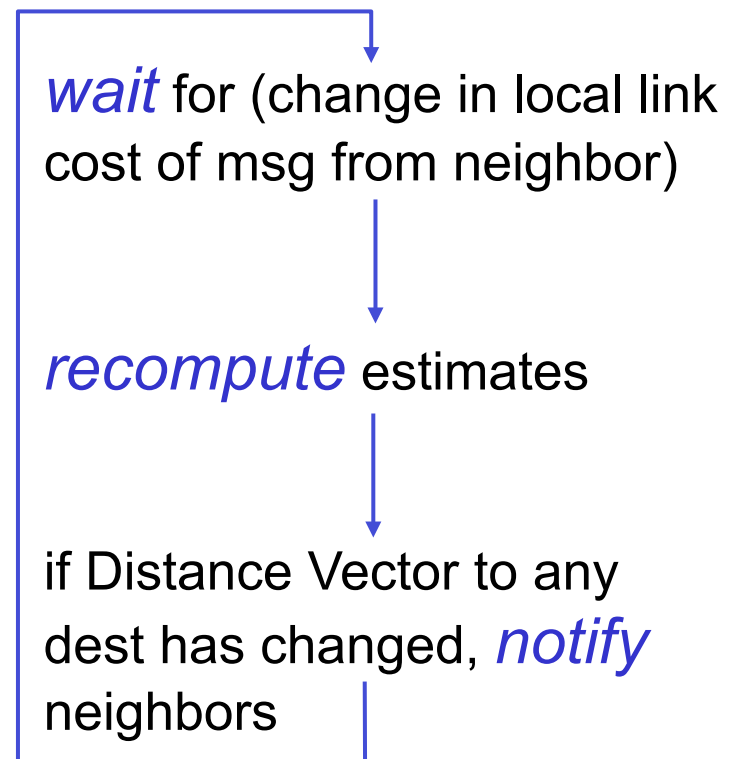 wait for (change in local link
cost of msg from neighbor)
recompute estimates
if Distance Vector to any
dest has changed, notify
neighbors